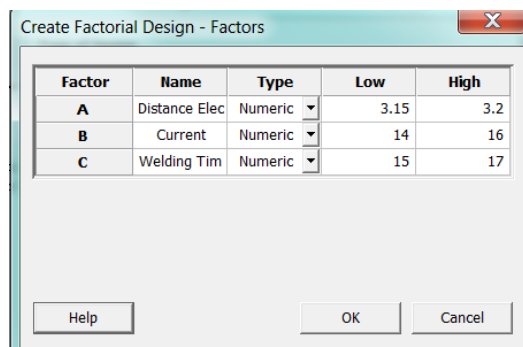 Create Factorial Design - Factors
Factor Name Type Low High
A Distance Elec Numeric 3.15 3.2
B Current Numeric 14 16
C Welding Tim Numeric 15 17
Help OK Cancel